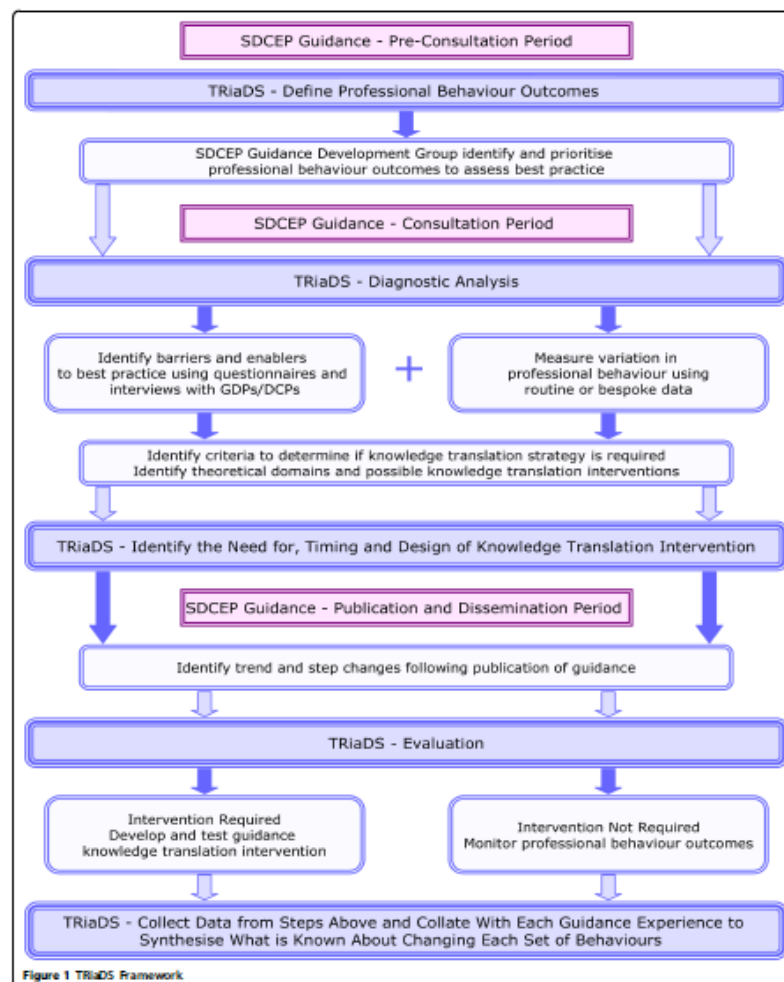 SDCEP Guidance - Pre-Consultation Period
TRiaDS - Define Professional Behaviour Outcomes
SDCEP Guidance Development Group identify and prioritise
professional behaviour outcomes to assess best practice
SDCEP Guidance - Consultation Period
TRiaDS - Diagnostic Analysis
Identify barriers and enablers
to best practice using questionnaires and
interviews with GDPs/DCPs
+
Measure variation in
professional behaviour using
routine or bespoke data
Identify criteria to determine if knowledge translation strategy is required
Identify theoretical domains and possible knowledge translation interventions
TRiaDS - Identify the Need for, Timing and Design of Knowledge Translation Intervention
SDCEP Guidance - Publication and Dissemination Period
Identify trend and step changes following publication of guidance
TRiaDS - Evaluation
Intervention Required
Develop and test guidance
knowledge translation intervention
Intervention Not Required
Monitor professional behaviour outcomes
TRiaDS - Collect Data from Steps Above and Collate With Each Guidance Experience to
Synthesise What is Known About Changing Each Set of Behaviours
Figure 1 TRiaDS Framework